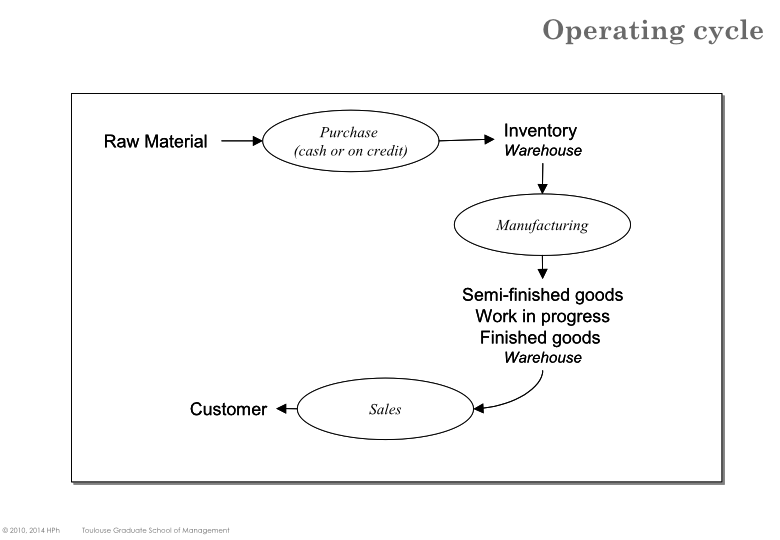 Operating cycle
Raw Material
Purchase
(cash or on credit)
Inventory
Warehouse
Manufacturing
Semi-finished goods
Work in progress
Finished goods
Warehouse
Sales
Customer
© 2010, 2014 HPh Toulouse Graduate School of Management